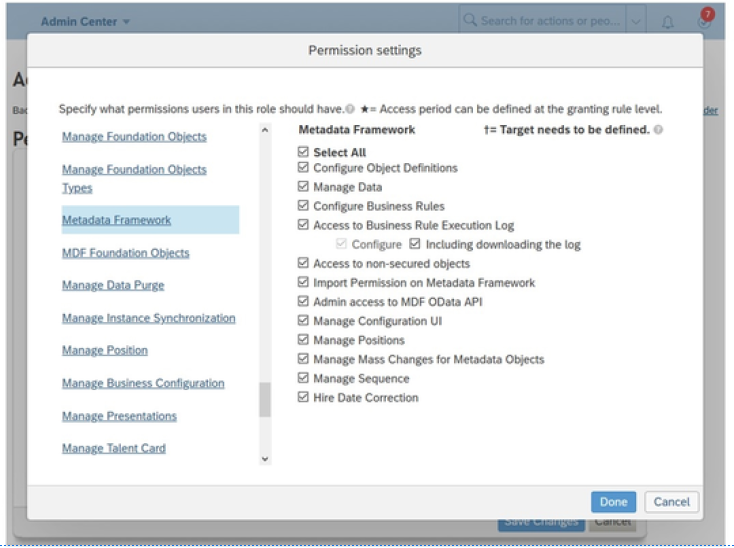 Admin Center
Search for actions or peo...
7
Permission settings
A
Bac
der
Pe
Specify what permissions users in this role should have. ★= Access period can be defined at the granting rule level.
Manage Foundation Objects
Manage Foundation Objects
Types
Metadata Framework
MDF Foundation Objects
Manage Data Purge
Manage Instance Synchronization
Manage Position
Manage Business Configuration
Manage Presentations
Manage Talent Card
Metadata Framework
†= Target needs to be defined.
Select All
Configure Object Definitions
Manage Data
Configure Business Rules
Access to Business Rule Execution Log
Configure Including downloading the log
Access to non-secured objects
Import Permission on Metadata Framework
Admin access to MDF OData API
Manage Configuration UI
Manage Positions
Manage Mass Changes for Metadata Objects
Manage Sequence
Hire Date Correction
Done
Cancel
Save Changes
Cancel